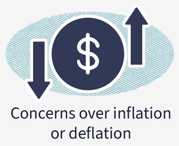 $
Concerns over inflation
or deflation